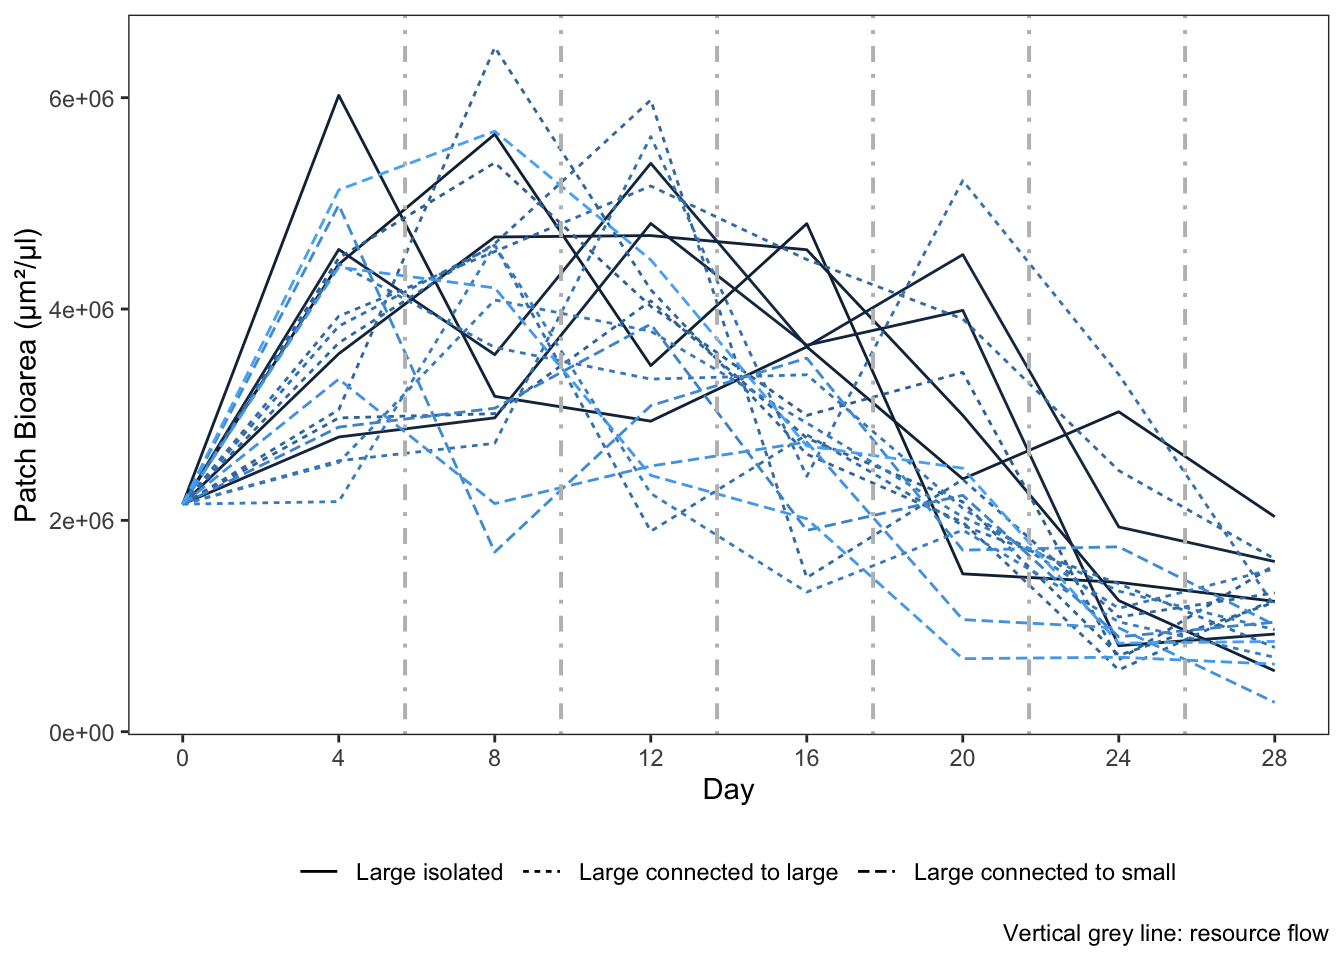 Patch Bioarea (µm²/µl)
6e+06
4e+06
2e+06
0e+00
0 4 8 12 16 20 24 28
Day
Large isolated Large connected to large Large connected to small
Vertical grey line: resource flow